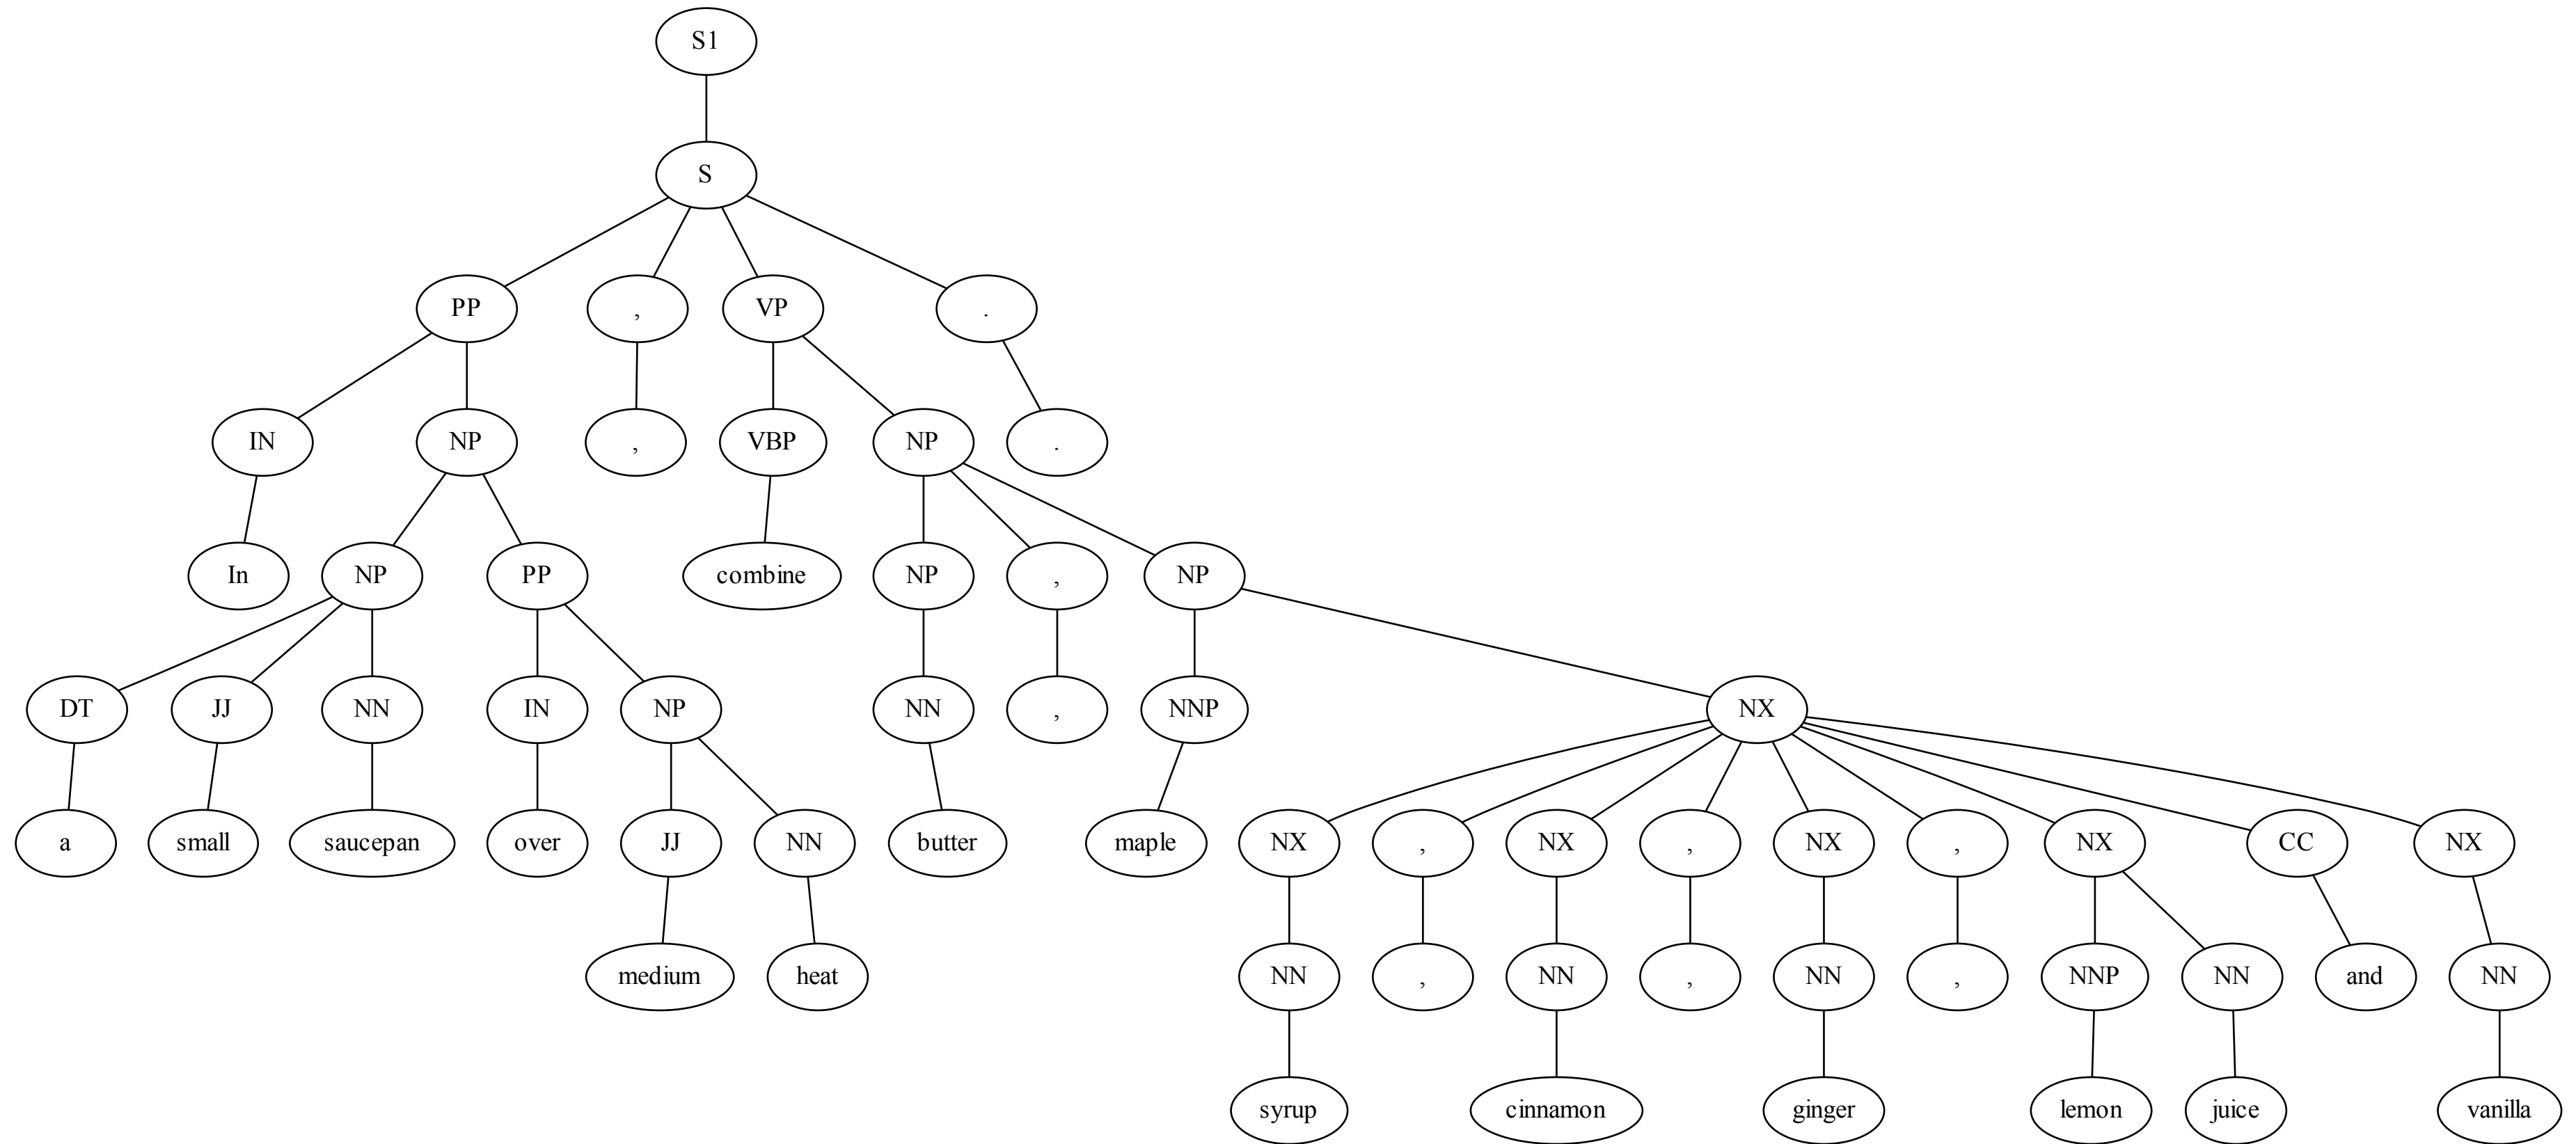 S1
S
PP , VP .
IN NP , VBP NP .
In NP PP combine NP , NP
DT JJ NN IN NP NN , NNP NX
a small saucepan over JJ NN butter maple NX , NX , NX , NX CC NX
medium heat NN , NN , NN , NNP NN and NN
syrup cinnamon ginger lemon juice vanilla